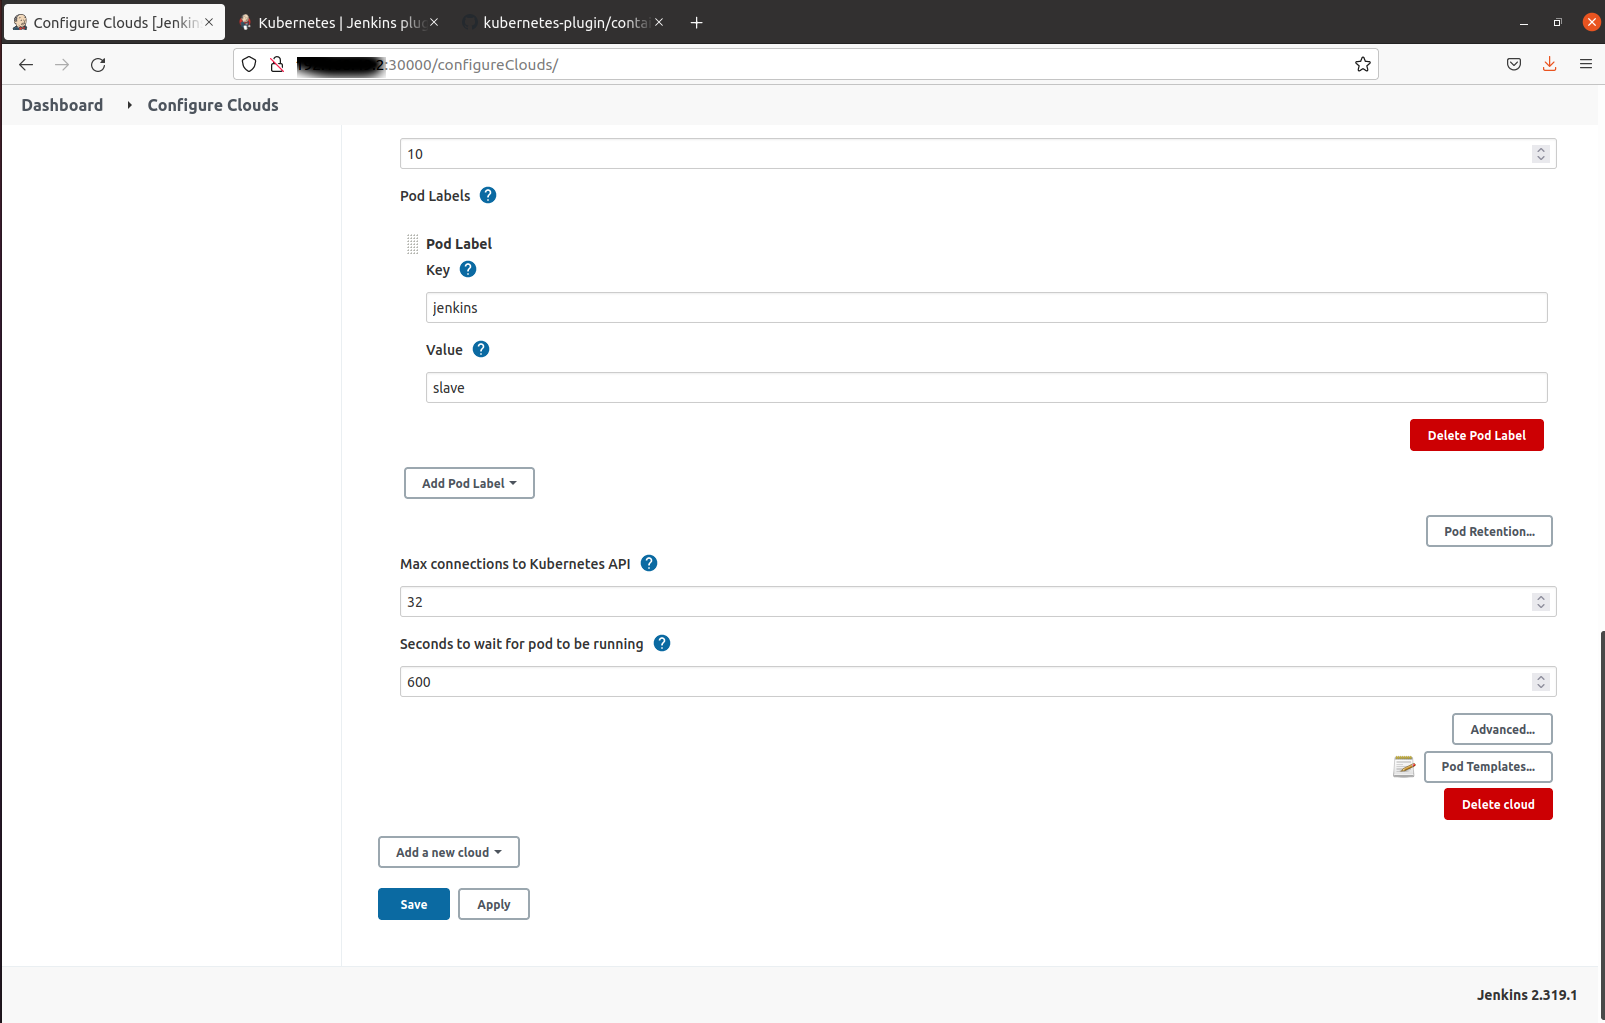 Configure Clouds [Jenkin
Kubernetes | Jenkins plug
kubernetes-plugin/conta
2:30000/configureClouds/
Dashboard
Configure Clouds
10
Pod Labels ?
Pod Label
Key ?
jenkins
Value ?
slave
Delete Pod Label
Add Pod Label
Pod Retention...
Max connections to Kubernetes API ?
32
Seconds to wait for pod to be running ?
600
Advanced...
Pod Templates...
Delete cloud
Add a new cloud
Save Apply
Jenkins 2.319.1